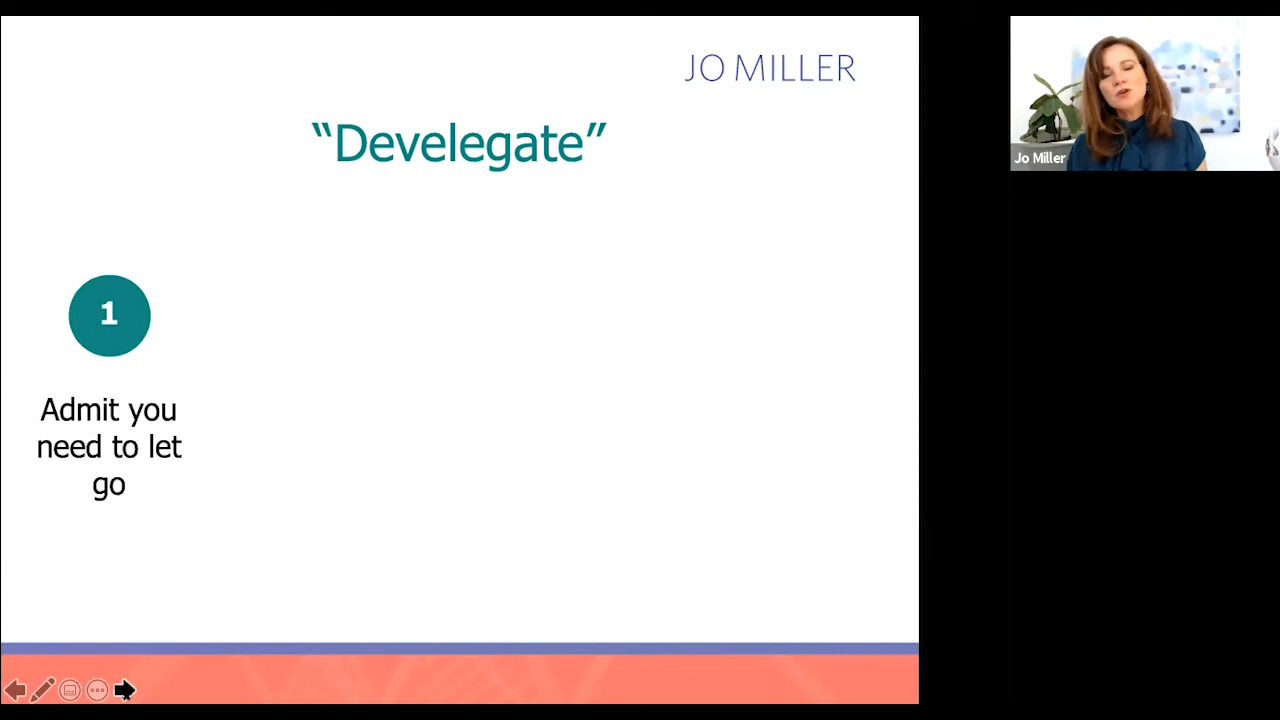 JO MILLER
“Develegate”
1
Admit you
need to let
go
Jo Miller